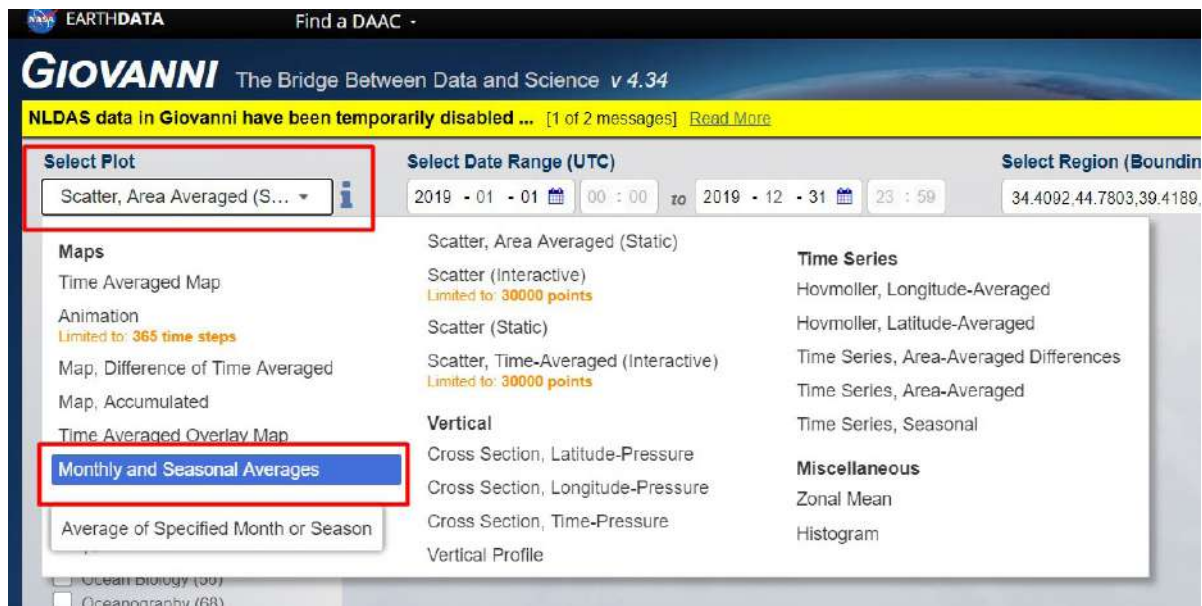 NASA
EARTHDATA Find a DAAC
GIOVANNI The Bridge Between Data and Science v 4.34
NLDAS data in Giovanni have been temporarily disabled ... [1 of 2 messages] Read More
Select Plot
Scatter, Area Averaged (S...
i
Select Date Range (UTC)
2019 - 01 - 01 00 : 00 to 2019 - 12 - 31 23 : 59
Select Region (Boundin
34.4092,44.7803,39.4189,
Maps
Time Averaged Map
Animation
Limited to: 365 time steps
Map, Difference of Time Averaged
Map, Accumulated
Time Averaged Overlay Map
Monthly and Seasonal Averages
Average of Specified Month or Season
Scatter, Area Averaged (Static)
Scatter (Interactive)
Limited to: 30000 points
Scatter (Static)
Scatter, Time-Averaged (Interactive)
Limited to: 30000 points
Vertical
Cross Section, Latitude-Pressure
Cross Section, Longitude-Pressure
Cross Section, Time-Pressure
Vertical Profile
Time Series
Hovmoller, Longitude-Averaged
Hovmoller, Latitude-Averaged
Time Series, Area-Averaged Differences
Time Series, Area-Averaged
Time Series, Seasonal
Miscellaneous
Zonal Mean
Histogram
Ocean Biology (56)
Oceanography (68)